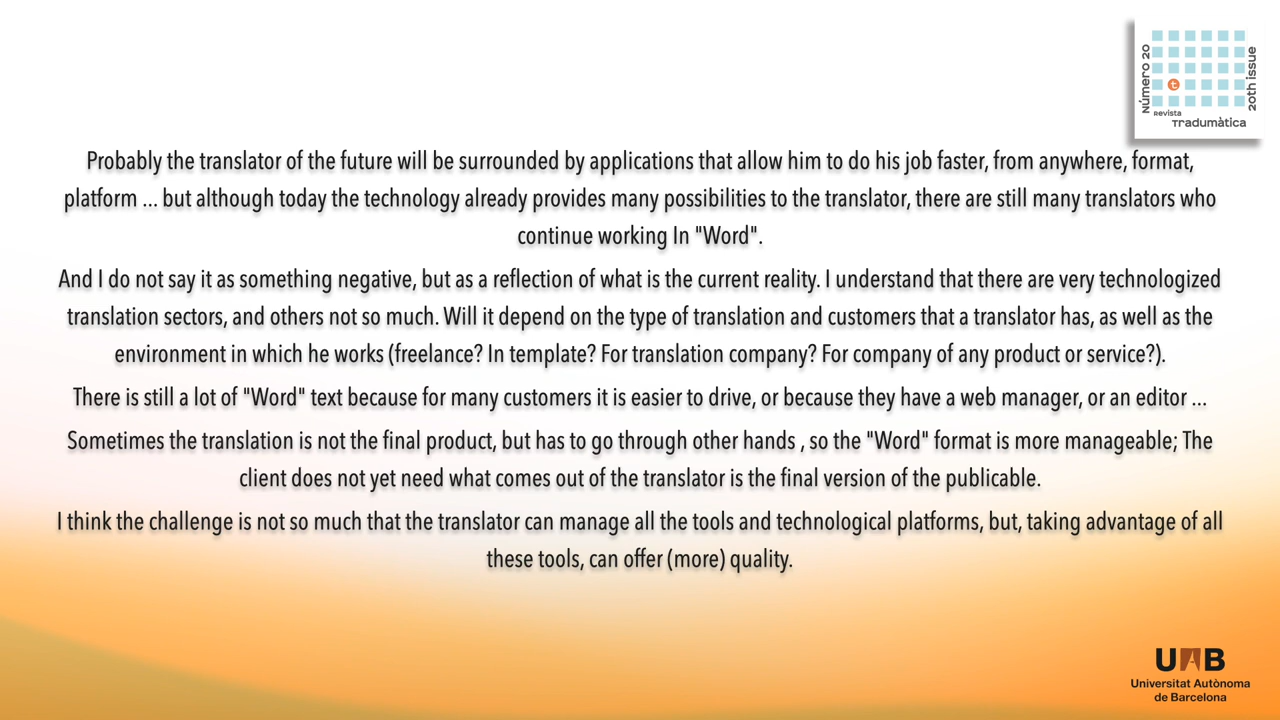 Número 20
20th issue
t
Revista
Tradumàtica
Probably the translator of the future will be surrounded by applications that allow him to do his job faster, from anywhere, format,
platform ... but although today the technology already provides many possibilities to the translator, there are still many translators who
continue working In "Word".
And I do not say it as something negative, but as a reflection of what is the current reality. I understand that there are very technologized
translation sectors, and others not so much. Will it depend on the type of translation and customers that a translator has, as well as the
environment in which he works (freelance? In template? For translation company? For company of any product or service?).
There is still a lot of "Word" text because for many customers it is easier to drive, or because they have a web manager, or an editor ...
Sometimes the translation is not the final product, but has to go through other hands , so the "Word" format is more manageable; The
client does not yet need what comes out of the translator is the final version of the publicable.
I think the challenge is not so much that the translator can manage all the tools and technological platforms, but, taking advantage of all
these tools, can offer (more) quality.
UAB
Universitat Autònoma
de Barcelona